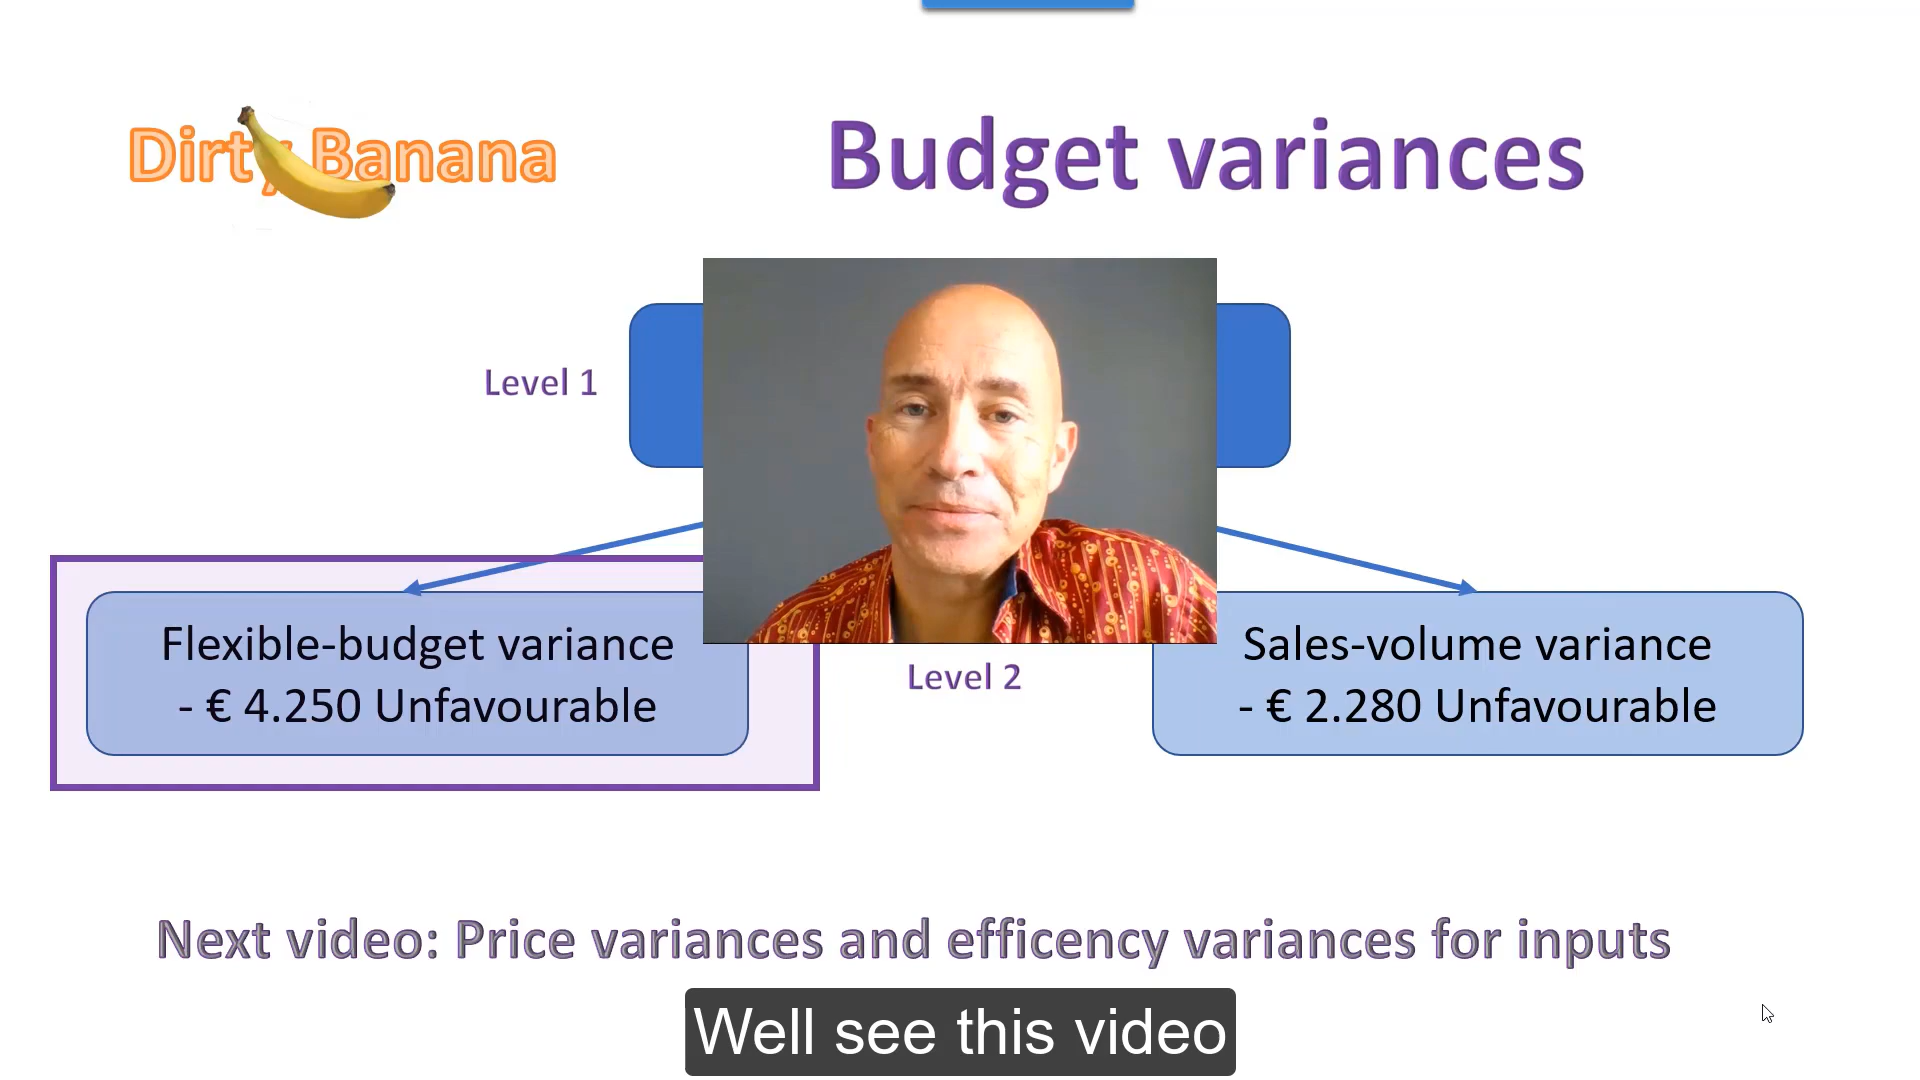 Dirty Banana
Budget variances
Level 1
Flexible-budget variance
- € 4.250 Unfavourable
Level 2
Sales-volume variance
- € 2.280 Unfavourable
Next video: Price variances and efficency variances for inputs
Well see this video